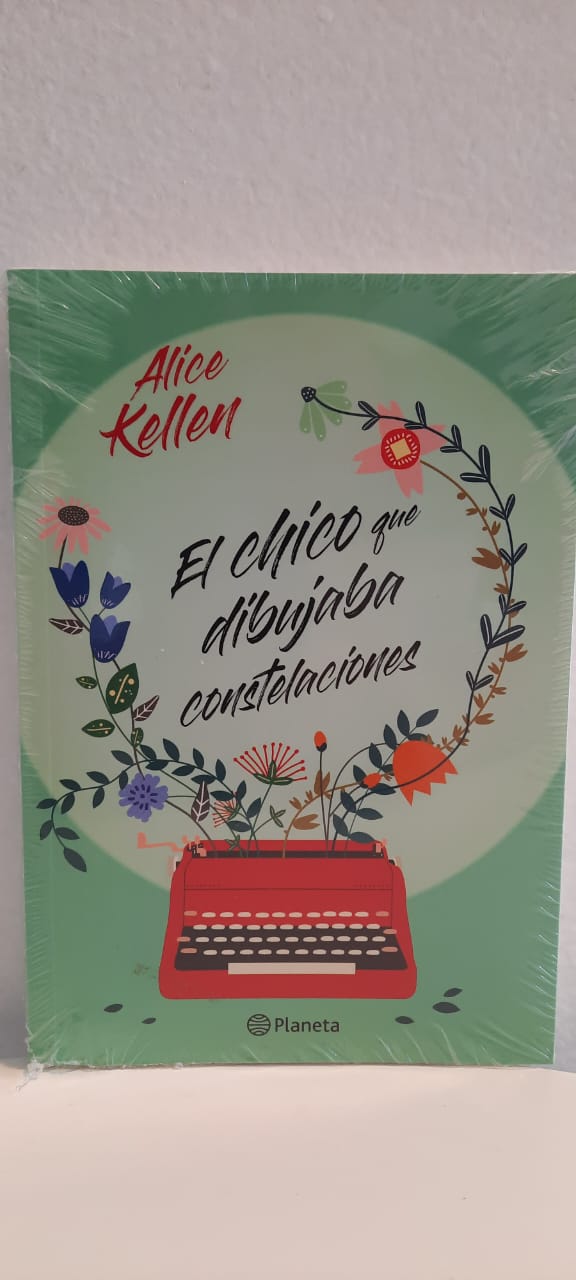 Alice
Kellen
El chico que
dibujaba
constelaciones
Planeta